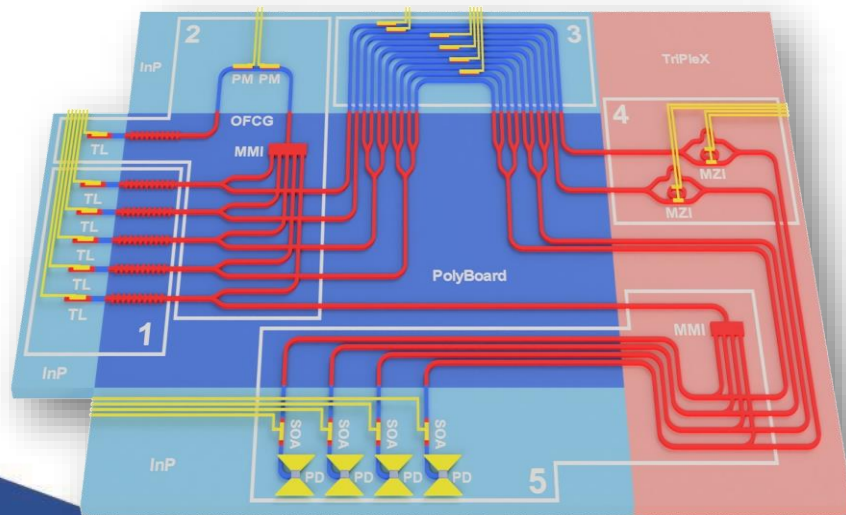 2
3
InP
TriPleX
PM PM
OFCG
4
TL
MMI
TL
MZI
TL
MZI
TL
TL
PolyBoard
TL
1
MMI
InP
SOA
SOA
SOA
SOA
InP
PD
PD
PD
PD
5